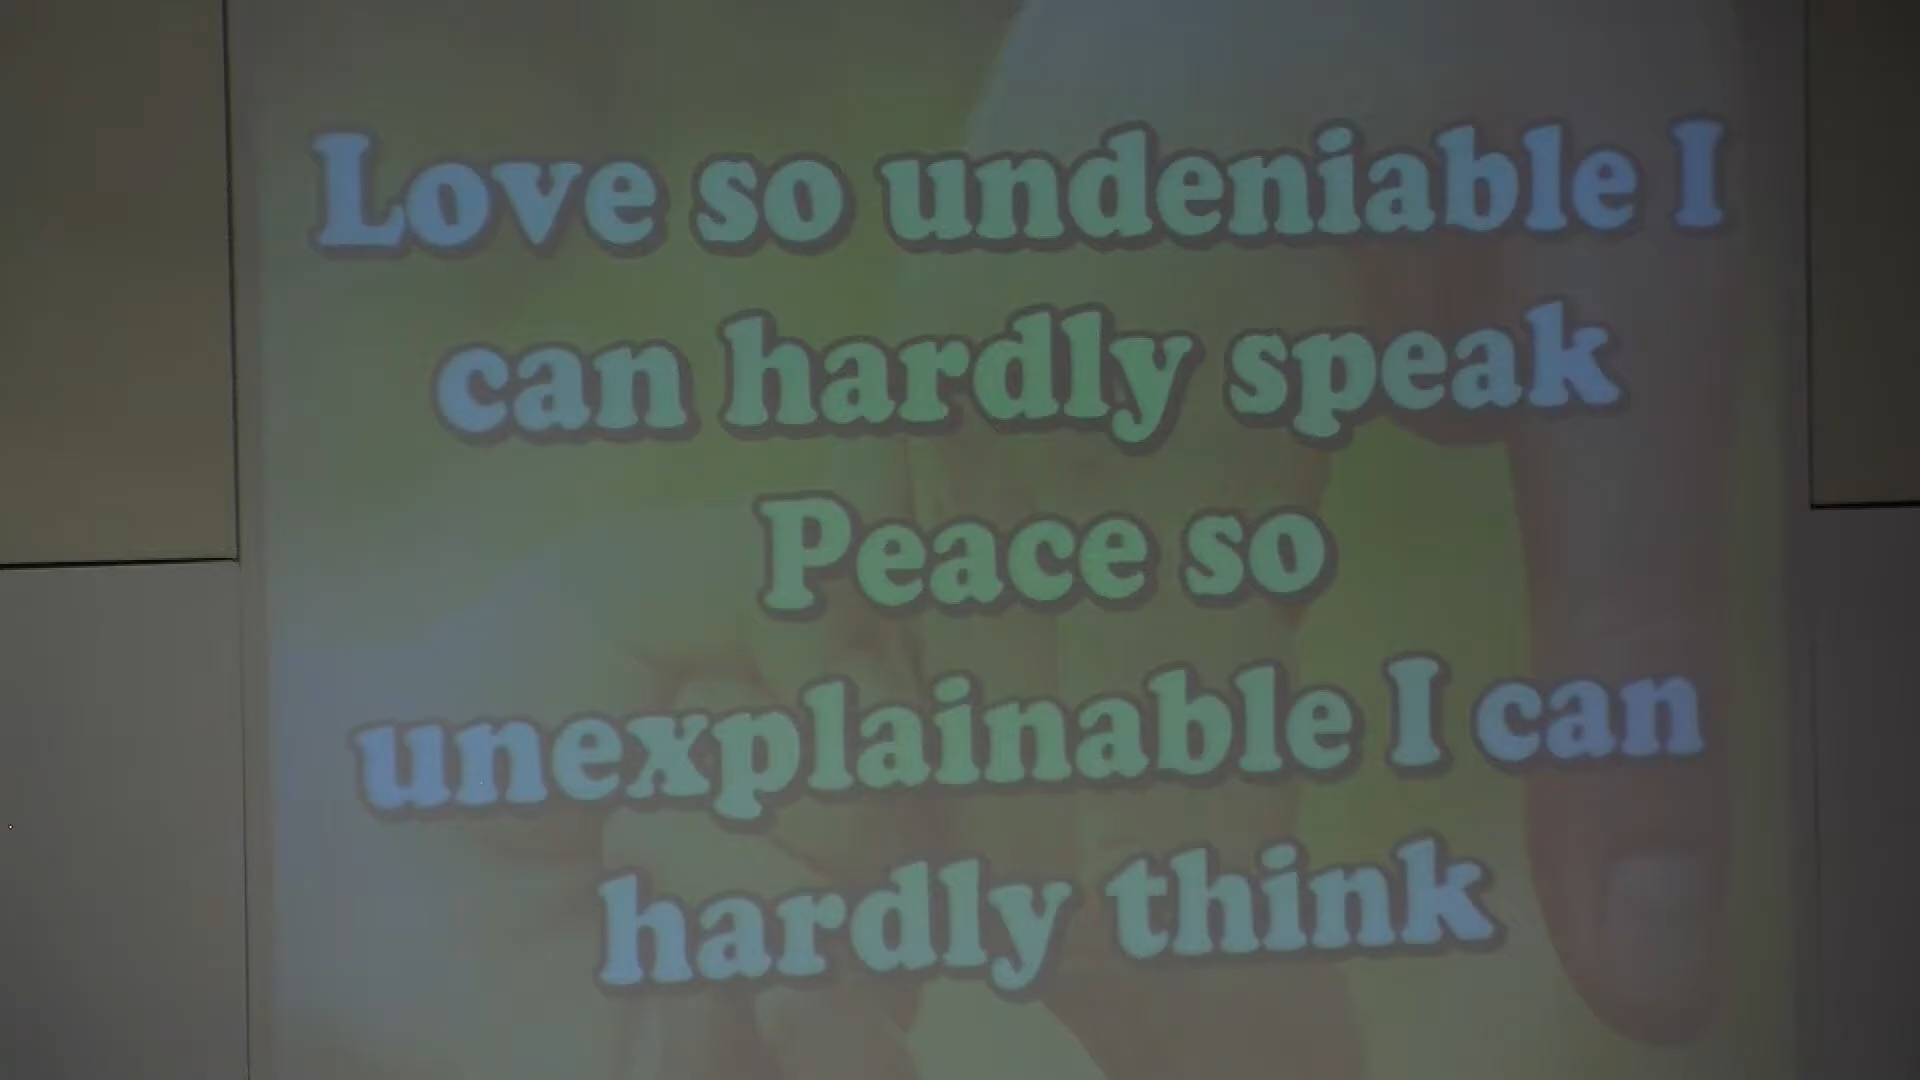 Love so undeniable I
can hardly speak
Peace so
unexplainable I can
hardly think